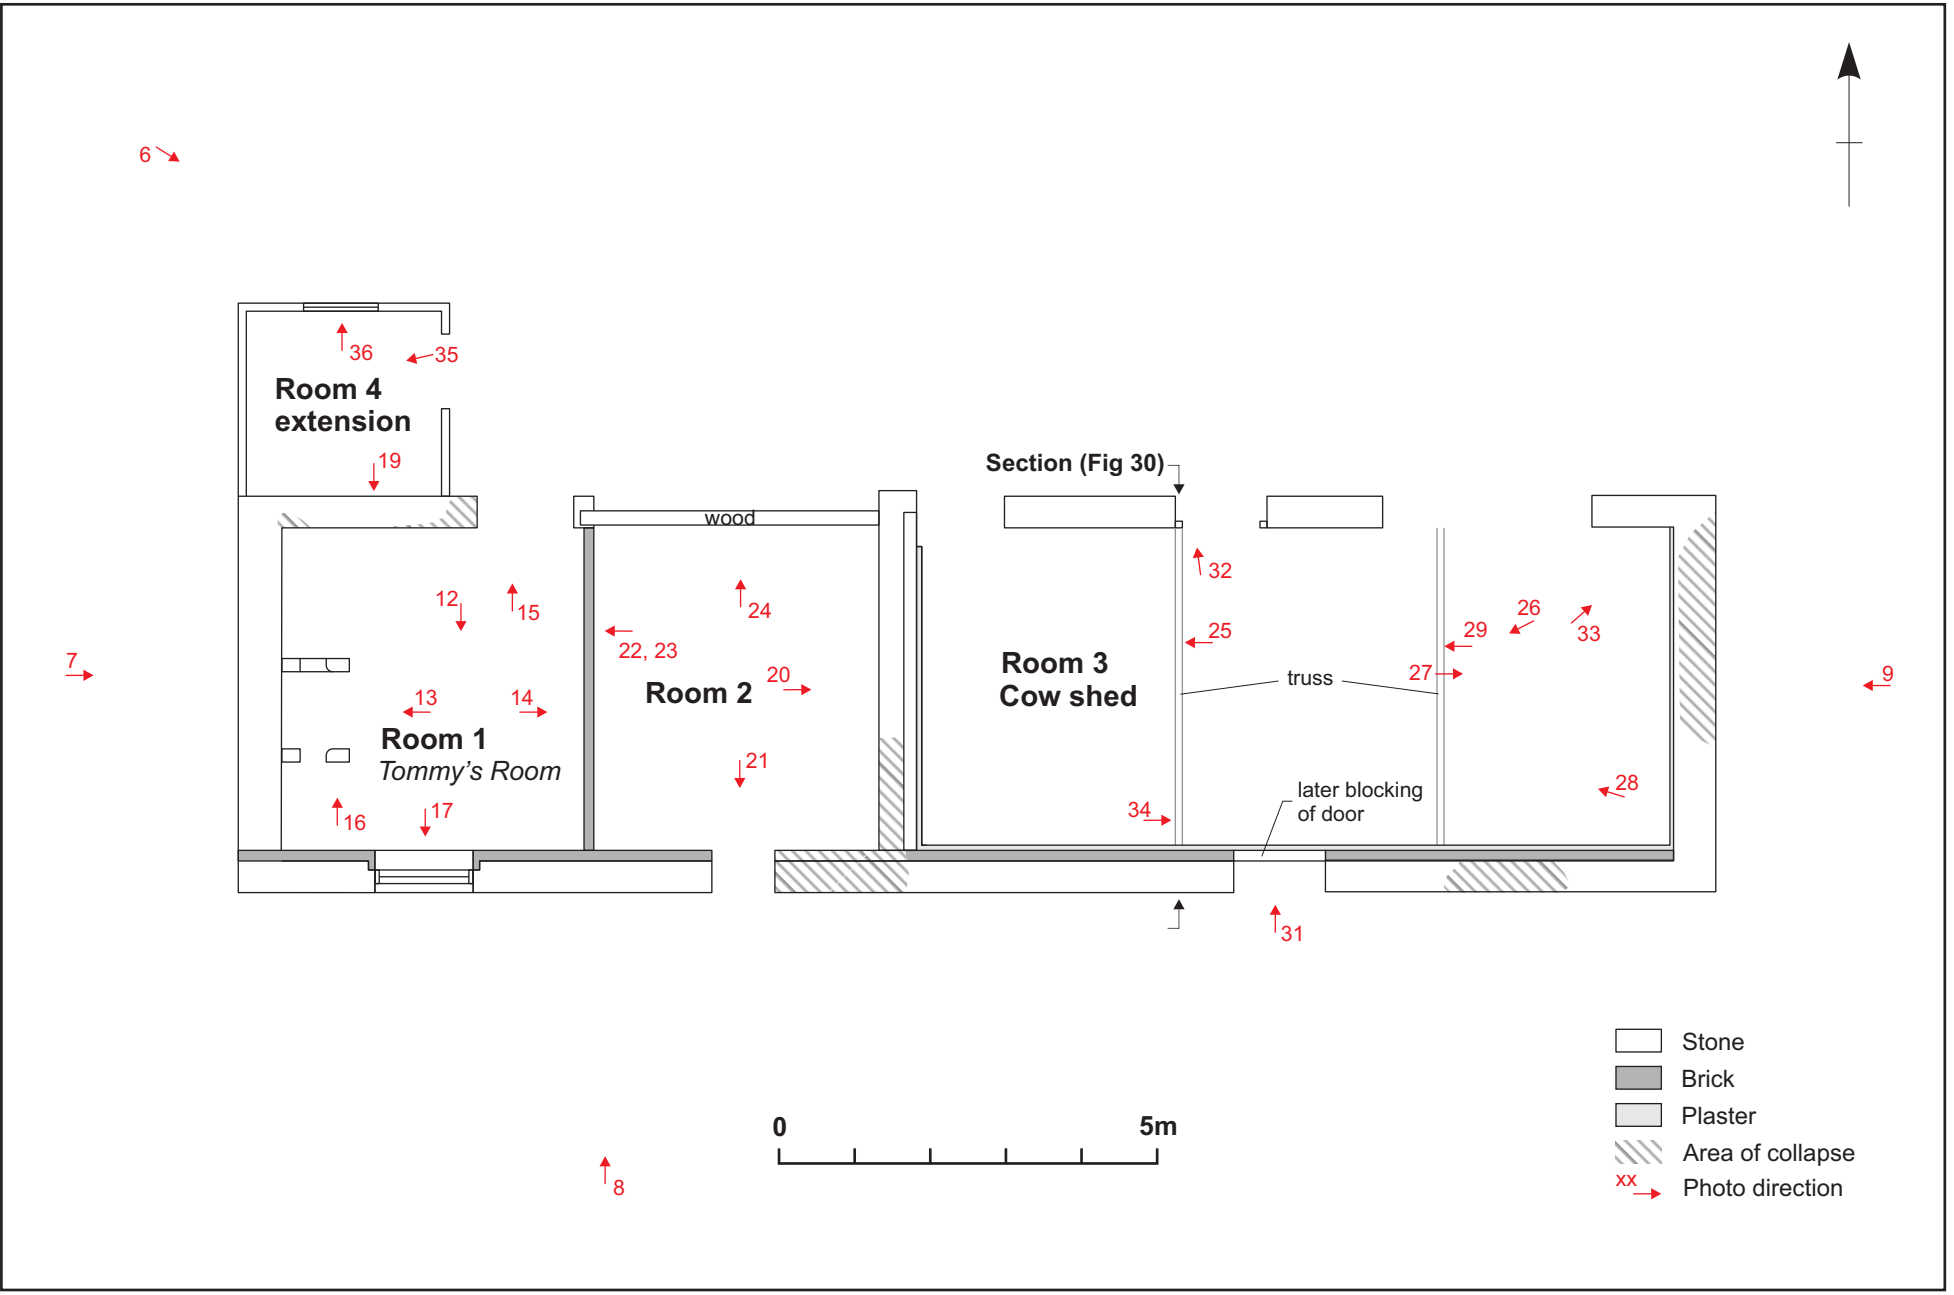 6
36
35
Room 4
extension
19
Section (Fig 30)
wood
12
15
24
22, 23
32
25
26
33
29
27
7
13
14
20
Room 2
Room 3
Cow shed
truss
9
Room 1
Tommy's Room
21
16
17
34
later blocking
of door
28
31
8
0
5m
Stone
Brick
Plaster
Area of collapse
xx
Photo direction